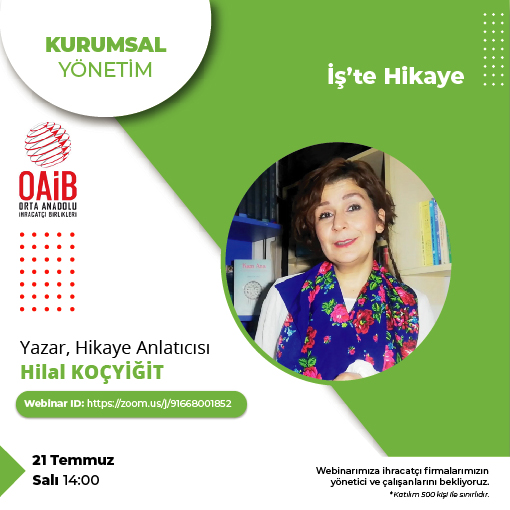 KURUMSAL
YÖNETİM
İş’te Hikaye
OAiB
ORTA ANADOLU
İHRACATÇI BİRLİKLERİ
Yazar, Hikaye Anlatıcısı
Hilal KOÇYİĞİT
Webinar ID: https://zoom.us/j/91668001852
21 Temmuz
Salı 14:00
Webinarımıza ihracatçı firmalarımızın
yönetici ve çalışanlarını bekliyoruz.
*Katılım 500 kişi ile sınırlıdır.